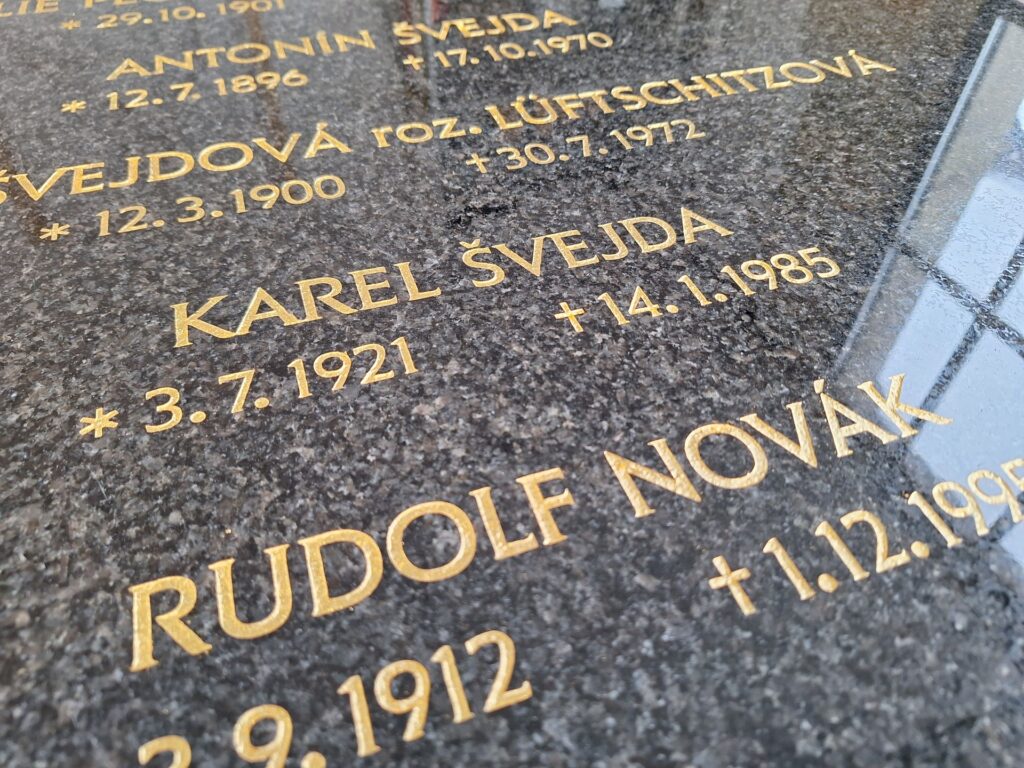 * 29.10.1901
ANTONÍN ŠVEJDA
* 12.7.1896 +17.10.1970
ŠVEJDOVÁ roz. LÜFTSCHITZOVÁ
* 12.3.1900 +30.7.1972
KAREL ŠVEJDA
* 3.7.1921 +14.1.1985
RUDOLF NOVÁK
9.1912 +1.12.1995